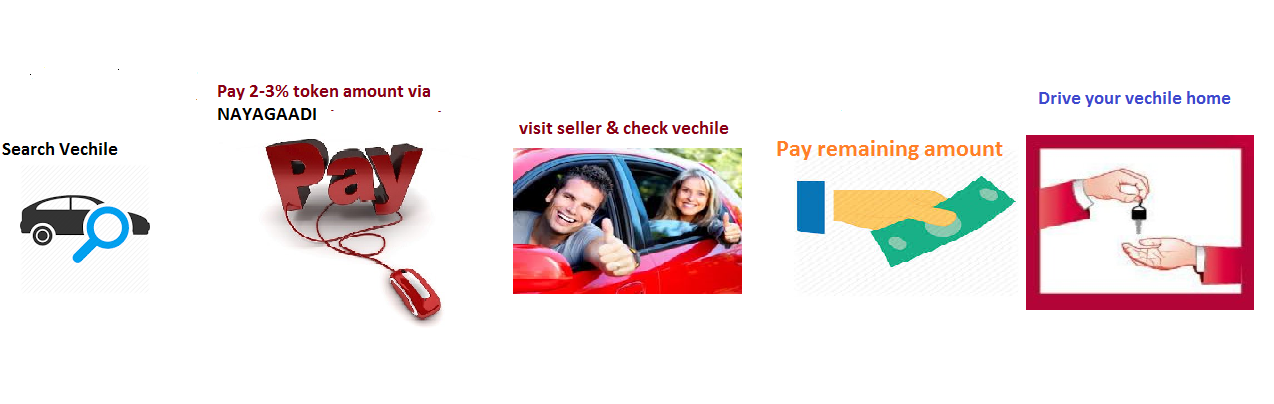 Search Vechile
Pay 2-3% token amount via
NAYAGAADI
Pay
visit seller & check vechile
Pay remaining amount
Drive your vechile home